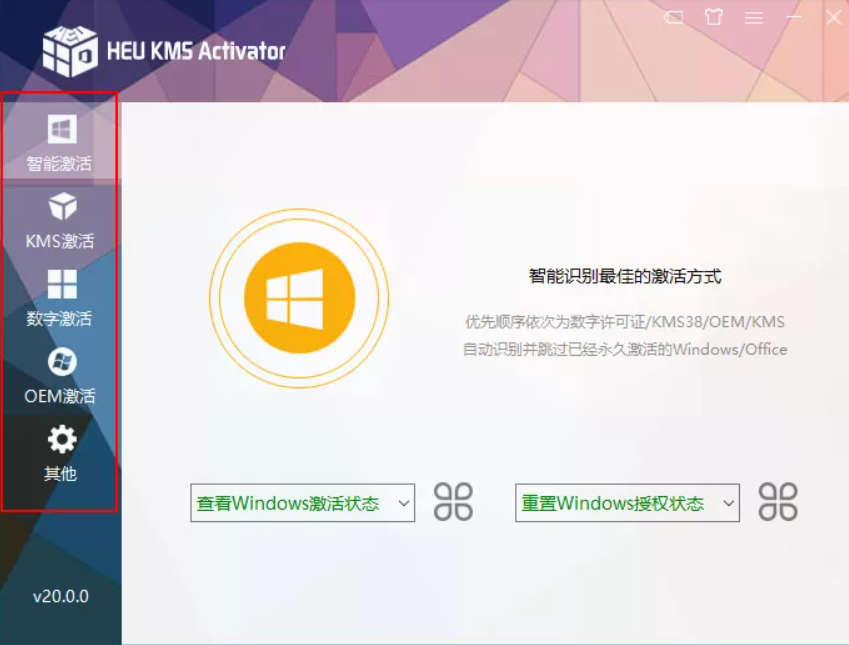 HEU KMS Activator
智能激活
KMS激活
数字激活
OEM激活
其他
v20.0.0
智能识别最佳的激活方式
优先顺序依次为数字许可证/KMS38/OEM/KMS
自动识别并跳过已经永久激活的Windows/Office
查看Windows激活状态
重置Windows授权状态